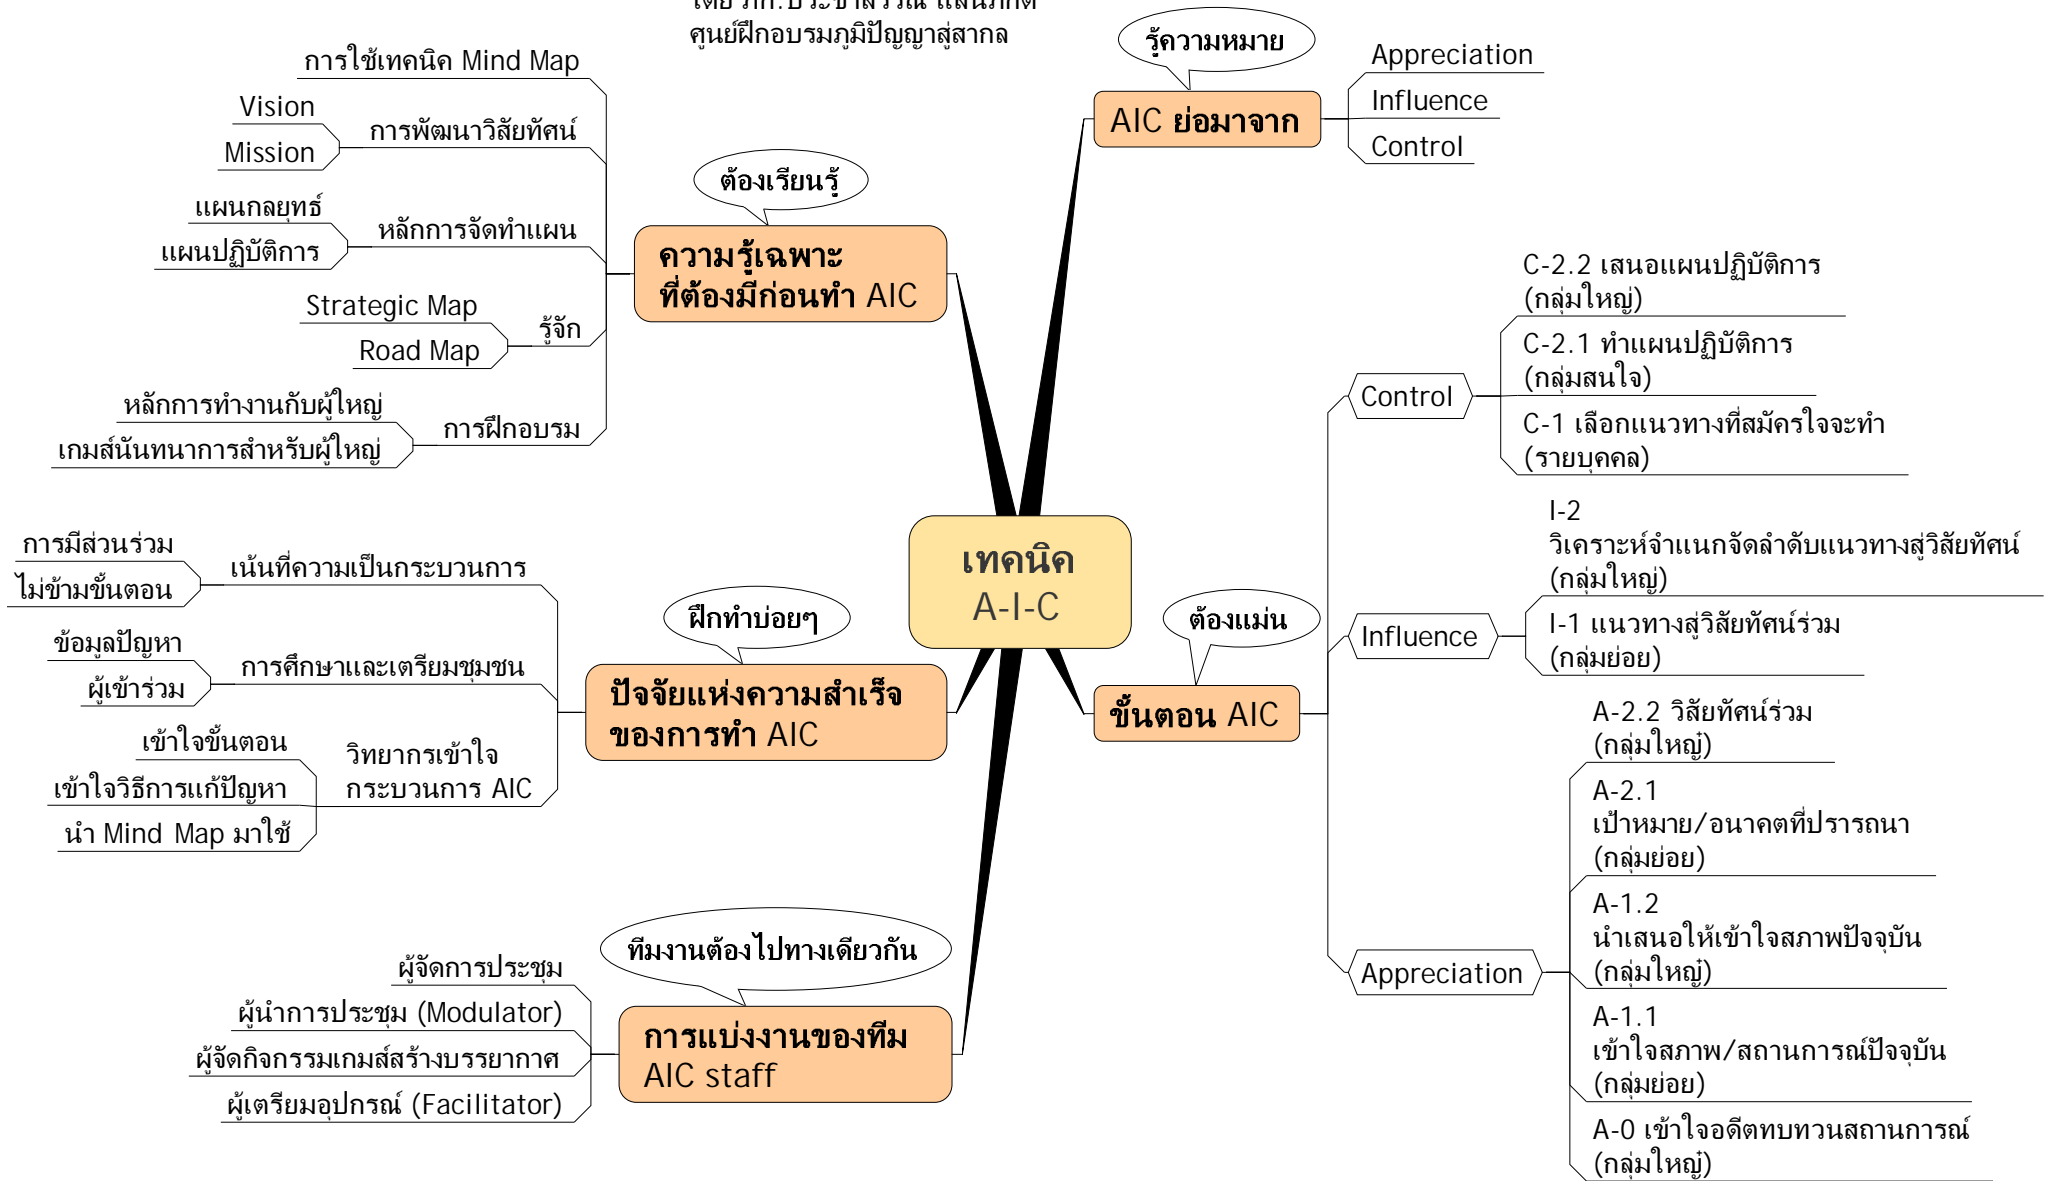 โดย ภก.ประชาสรรณ์ แสนภักดี
ศูนย์ฝึกอบรมภูมิปัญญาสู่สากล
รู้ความหมาย
AIC ย่อมาจาก
Appreciation
Influence
Control
การใช้เทคนิค Mind Map
Vision
Mission
การพัฒนาวิสัยทัศน์
แผนกลยุทธ์
แผนปฏิบัติการ
หลักการจัดทำแผน
Strategic Map
Road Map
รู้จัก
หลักการทำงานกับผู้ใหญ่
เกมส์นันทนาการสำหรับผู้ใหญ่
การฝึกอบรม
ต้องเรียนรู้
ความรู้เฉพาะ
ที่ต้องมีก่อนทำ AIC
เทคนิค
A-I-C
ต้องแม่น
ขั้นตอน AIC
Control
C-2.2 เสนอแผนปฏิบัติการ
(กลุ่มใหญ่)
C-2.1 ทำแผนปฏิบัติการ
(กลุ่มสนใจ)
C-1 เลือกแนวทางที่สมัครใจจะทำ
(รายบุคคล)
Influence
I-2
วิเคราะห์จำแนกจัดลำดับแนวทางสู่วิสัยทัศน์
(กลุ่มใหญ่)
I-1 แนวทางสู่วิสัยทัศน์ร่วม
(กลุ่มย่อย)
Appreciation
A-2.2 วิสัยทัศน์ร่วม
(กลุ่มใหญ่)
A-2.1
เป้าหมาย/อนาคตที่ปรารถนา
(กลุ่มย่อย)
A-1.2
นำเสนอให้เข้าใจสภาพปัจจุบัน
(กลุ่มใหญ่)
A-1.1
เข้าใจสภาพ/สถานการณ์ปัจจุบัน
(กลุ่มย่อย)
A-0 เข้าใจอดีตทบทวนสถานการณ์
(กลุ่มใหญ่)
การมีส่วนร่วม
ไม่ข้ามขั้นตอน
เน้นที่ความเป็นกระบวนการ
ข้อมูลปัญหา
ผู้เข้าร่วม
การศึกษาและเตรียมชุมชน
เข้าใจขั้นตอน
เข้าใจวิธีการแก้ปัญหา
นำ Mind Map มาใช้
วิทยากรเข้าใจ
กระบวนการ AIC
ฝึกทำบ่อยๆ
ปัจจัยแห่งความสำเร็จ
ของการทำ AIC
ทีมงานต้องไปทางเดียวกัน
การแบ่งงานของทีม
AIC staff
ผู้จัดการประชุม
ผู้นำการประชุม (Modulator)
ผู้จัดกิจกรรมเกมส์สร้างบรรยากาศ
ผู้เตรียมอุปกรณ์ (Facilitator)